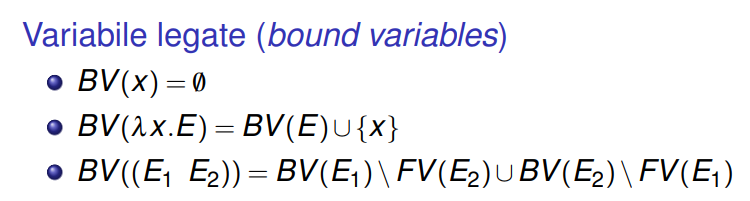 Variabile legate (bound variables)
BV(x) = ∅
BV(λx.E) = BV(E) ∪ {x}
BV((E₁ E₂)) = BV(E₁) \ FV(E₂) ∪ BV(E₂) \ FV(E₁)